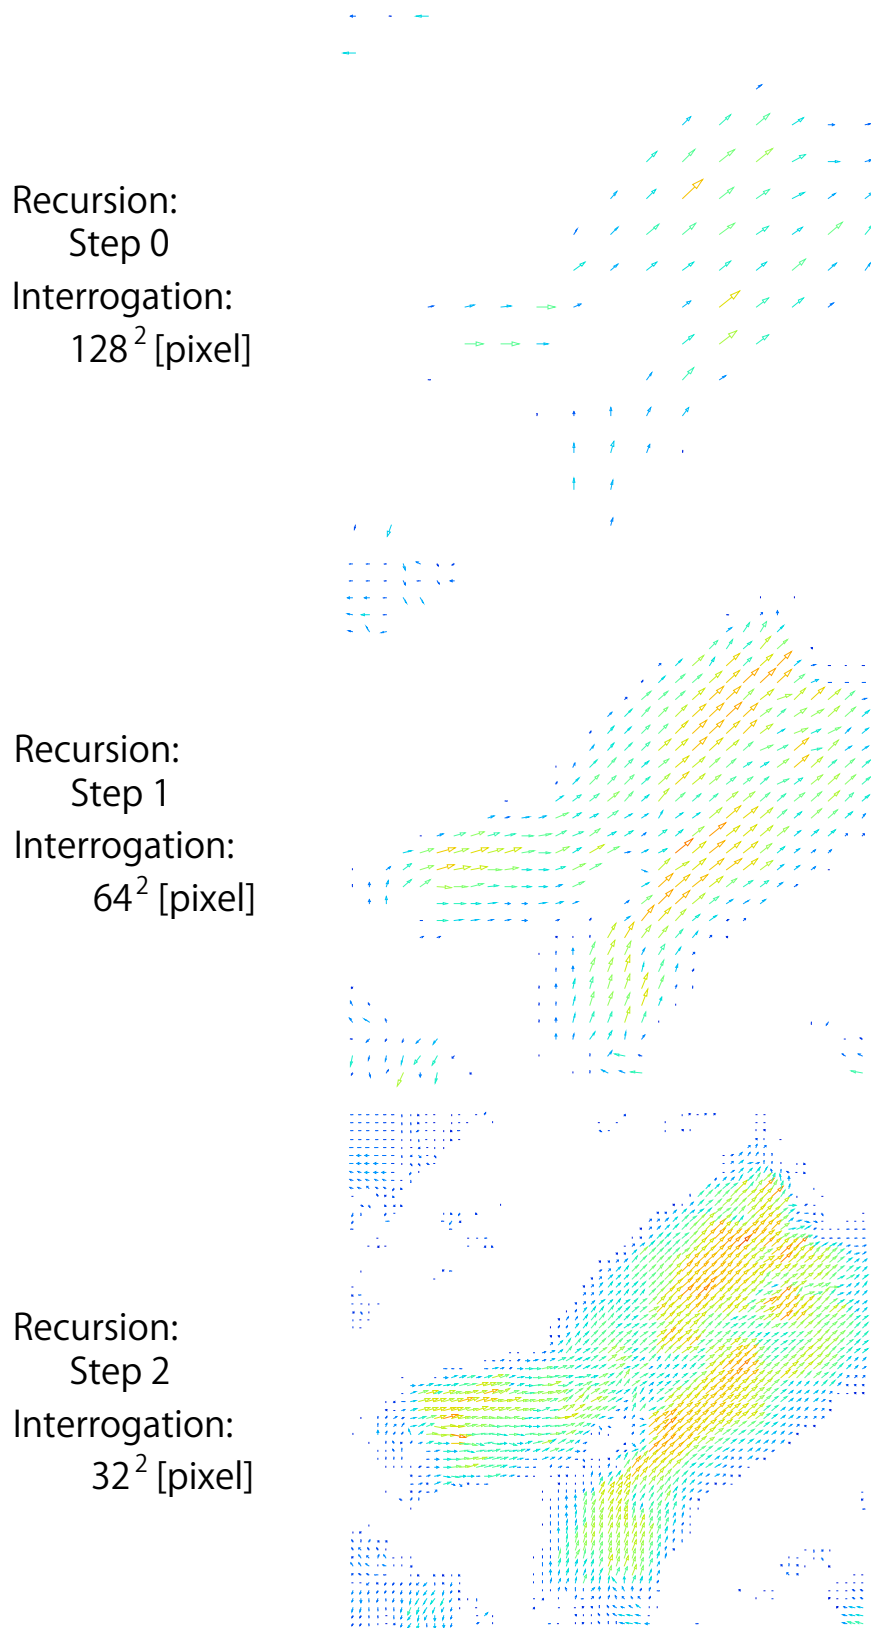 Recursion:
Step 0
Interrogation:
128² [pixel]
Recursion:
Step 1
Interrogation:
64² [pixel]
Recursion:
Step 2
Interrogation:
32² [pixel]